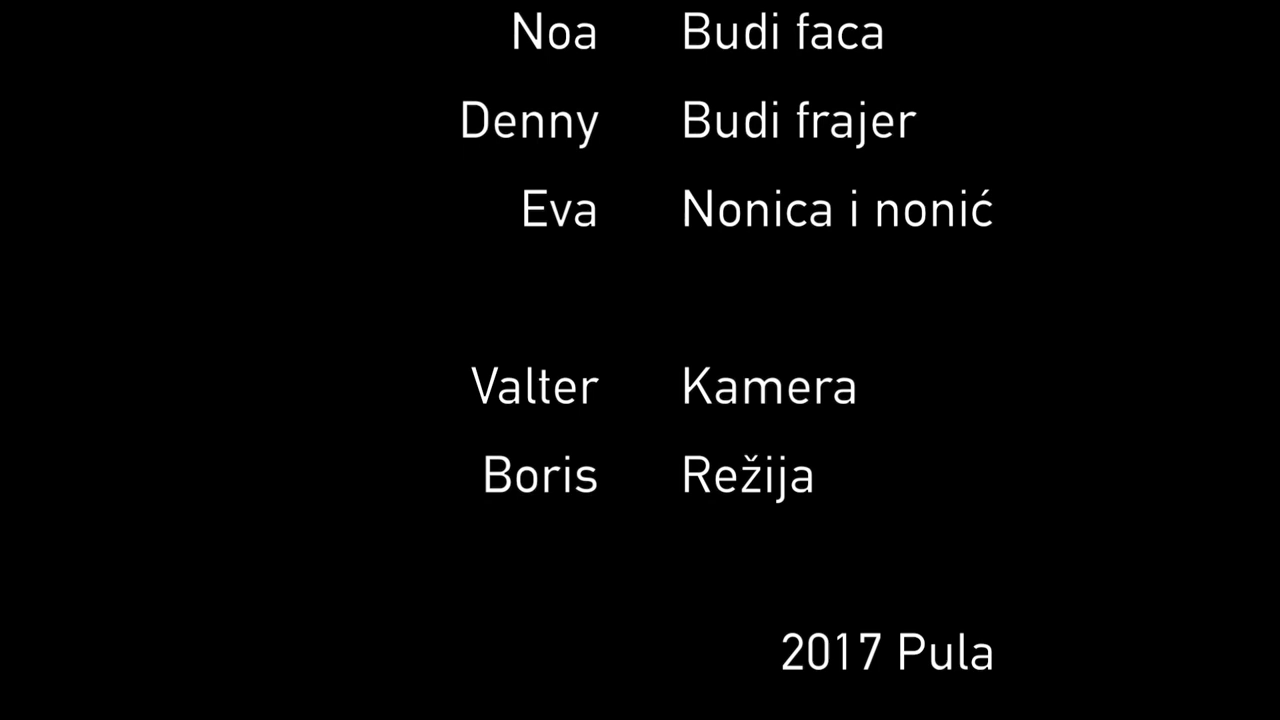 Noa Budi faca
Denny Budi frajer
Eva Nonica i nonić
Valter Kamera
Boris Režija
2017 Pula